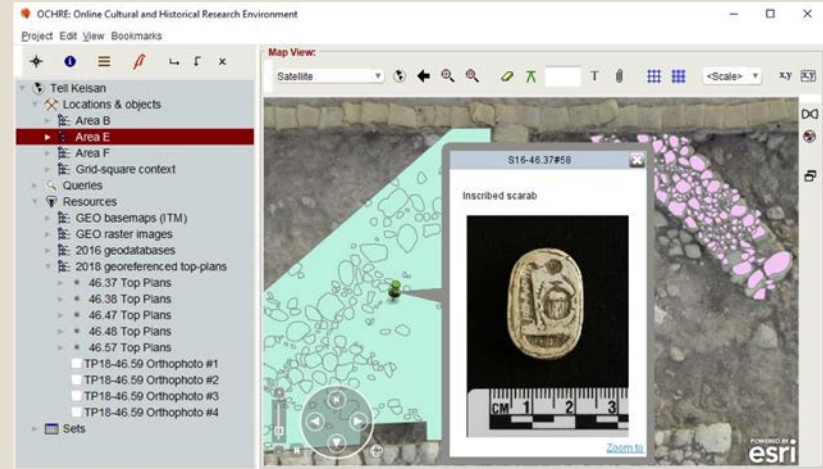 OCHRE: Online Cultural and Historical Research Environment
Project Edit View Bookmarks
Map View:
Satellite
T
<Scale>
x,y
x,y
Tell Keisan
Locations & objects
Area B
Area E
Area F
Grid-square context
Queries
Resources
GEO basemaps (ITM)
GEO raster images
2016 geodatabases
2018 georeferenced top-plans
46.37 Top Plans
46.38 Top Plans
46.47 Top Plans
46.48 Top Plans
46.57 Top Plans
TP18-46.59 Orthophoto #1
TP18-46.59 Orthophoto #2
TP18-46.59 Orthophoto #3
TP18-46.59 Orthophoto #4
Sets
S16-46.37#58
Inscribed scarab
CM 1 2 3
Zoom to
N
N
POWERED BY
esri